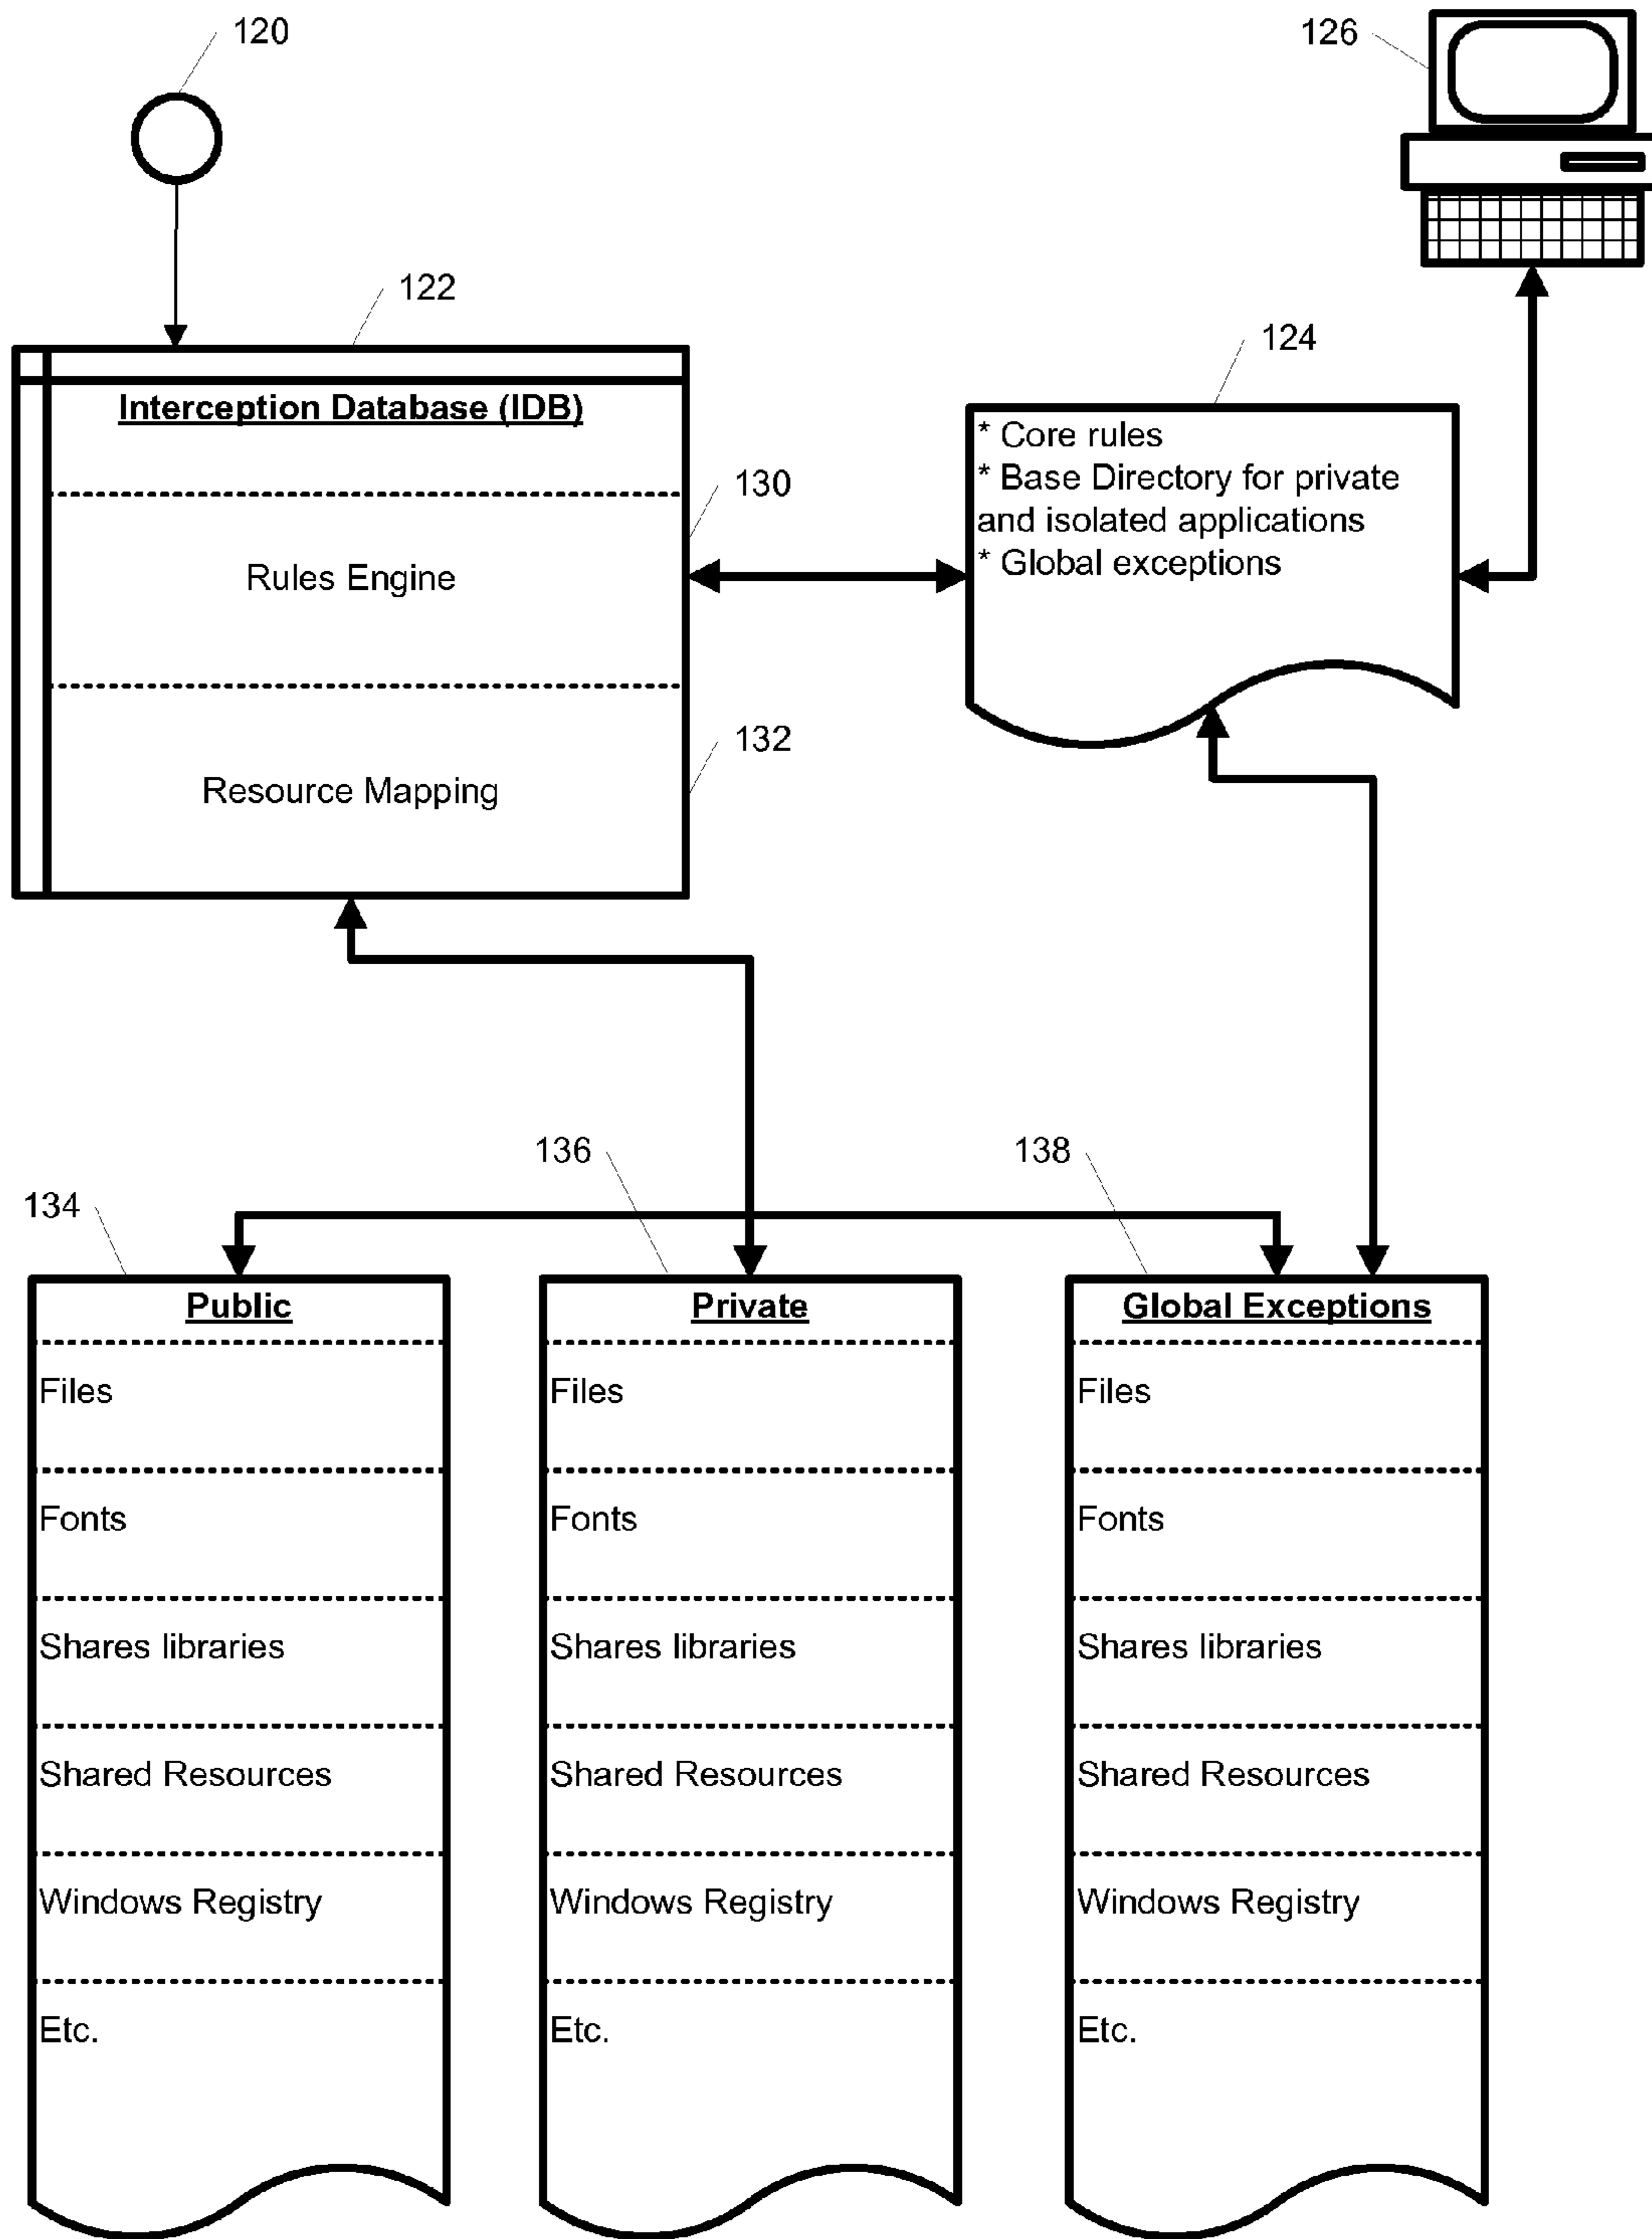 120
126
122
124
Interception Database (IDB)
* Core rules
* Base Directory for private
and isolated applications
* Global exceptions
130
Rules Engine
132
Resource Mapping
136
138
134
Public
Files
Fonts
Shares libraries
Shared Resources
Windows Registry
Etc.
Private
Files
Fonts
Shares libraries
Shared Resources
Windows Registry
Etc.
Global Exceptions
Files
Fonts
Shares libraries
Shared Resources
Windows Registry
Etc.